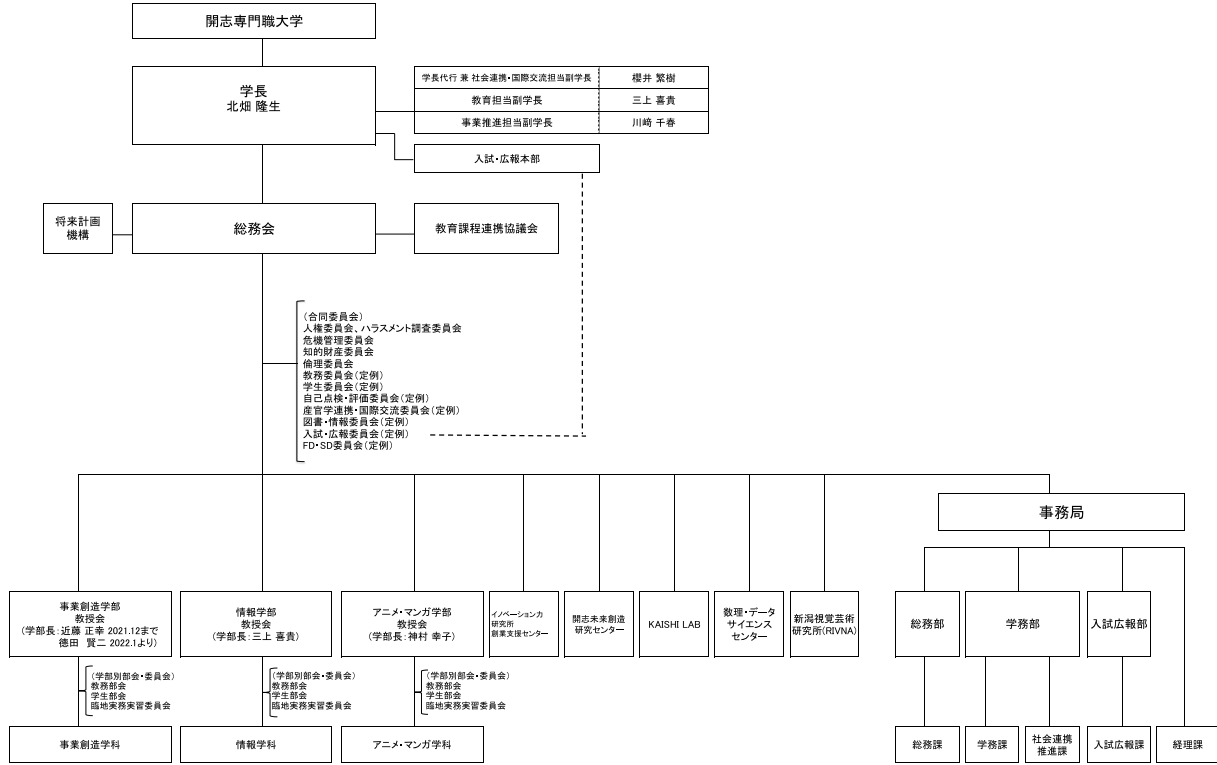 開志専門職大学
学長
北畑 隆生
学長代行 兼 社会連携・国際交流担当副学長
櫻井 繁樹
教育担当副学長
三上 喜貴
事業推進担当副学長
川﨑 千春
入試・広報本部
将来計画
機構
総務会
教育課程連携協議会
(合同委員会)
人権委員会、ハラスメント調査委員会
危機管理委員会
知的財産委員会
倫理委員会
教務委員会(定例)
学生委員会(定例)
自己点検・評価委員会(定例)
産官学連携・国際交流委員会(定例)
図書・情報委員会(定例)
入試・広報委員会(定例)
FD・SD委員会(定例)
事務局
事業創造学部
教授会
(学部長：近藤 正幸 2021.12まで
徳田　賢二 2022.1より)
情報学部
教授会
(学部長：三上 喜貴)
アニメ・マンガ学部
教授会
(学部長：神村 幸子)
イノベーション力
研究所
創業支援センター
開志未来創造
研究センター
KAISHI LAB
数理・データ
サイエンス
センター
新潟視覚芸術
研究所(RIVNA)
総務部
学務部
入試広報部
(学部別部会・委員会)
教務部会
学生部会
臨地実務実習委員会
(学部別部会・委員会)
教務部会
学生部会
臨地実務実習委員会
(学部別部会・委員会)
教務部会
学生部会
臨地実務実習委員会
事業創造学科
情報学科
アニメ・マンガ学科
総務課
学務課
社会連携
推進課
入試広報課
経理課